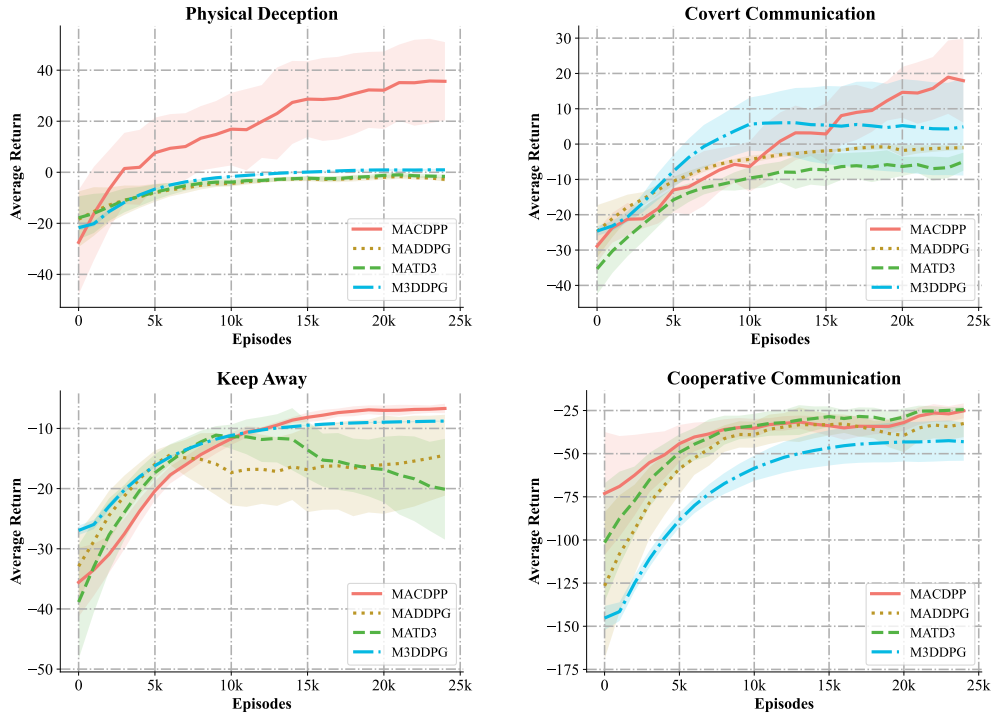 Physical Deception
Average Return
40
20
0
−20
−40
MACDPP
MADDPG
MATD3
M3DDPG
0
5k
10k
15k
20k
25k
Episodes
Covert Communication
Average Return
30
20
10
0
−10
−20
−30
−40
MACDPP
MADDPG
MATD3
M3DDPG
0
5k
10k
15k
20k
25k
Episodes
Keep Away
Average Return
−10
−20
−30
−40
−50
MACDPP
MADDPG
MATD3
M3DDPG
0
5k
10k
15k
20k
25k
Episodes
Cooperative Communication
Average Return
−25
−50
−75
−100
−125
−150
−175
MACDPP
MADDPG
MATD3
M3DDPG
0
5k
10k
15k
20k
25k
Episodes